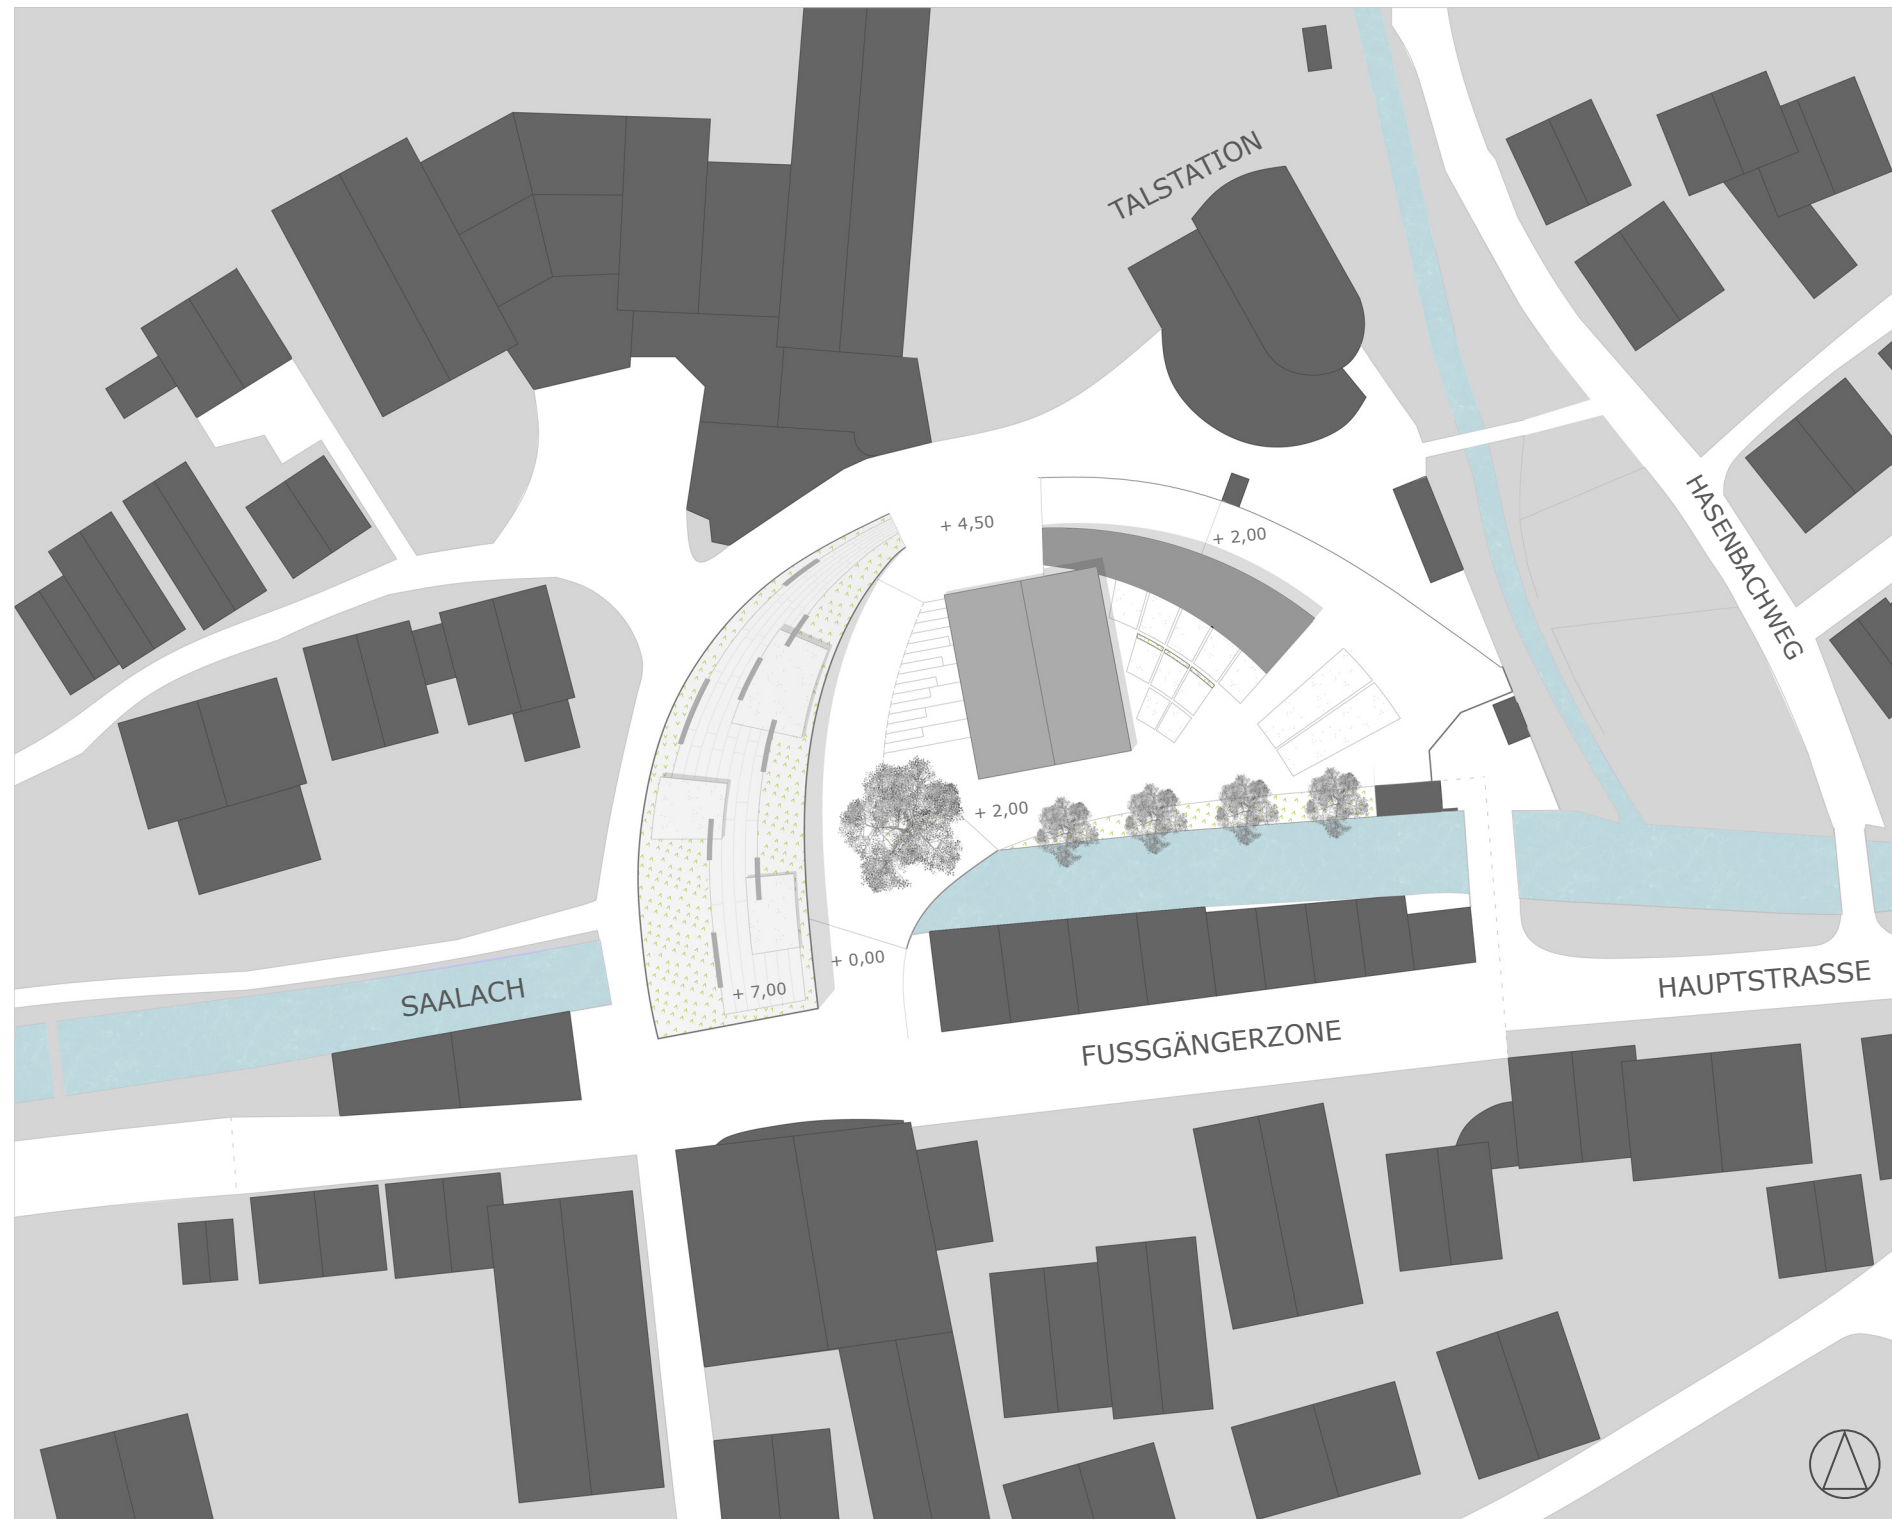 TALSTATION
+ 4,50
+ 2,00
HASENBACHWEG
+ 2,00
+ 0,00
+ 7,00
SAALACH
HAUPTSTRASSE
FUSSGÄNGERZONE